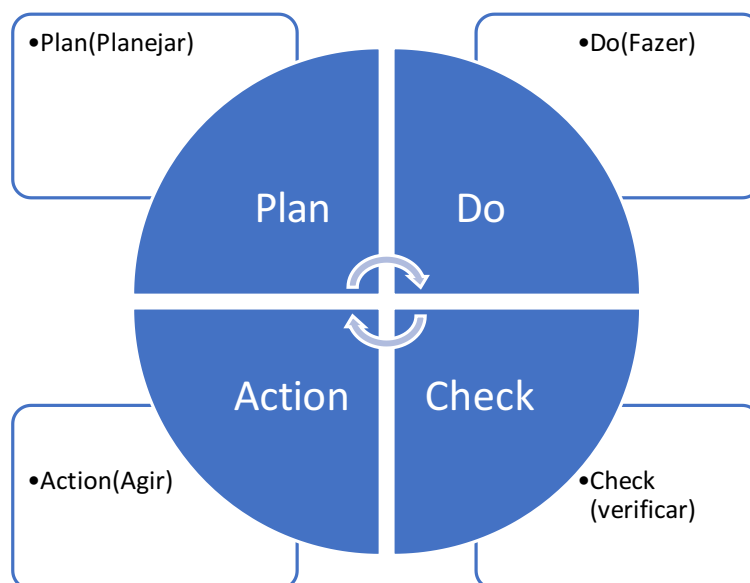 •Plan(Planejar)
•Do(Fazer)
Plan
Do
Action
Check
•Action(Agir)
•Check
(verificar)